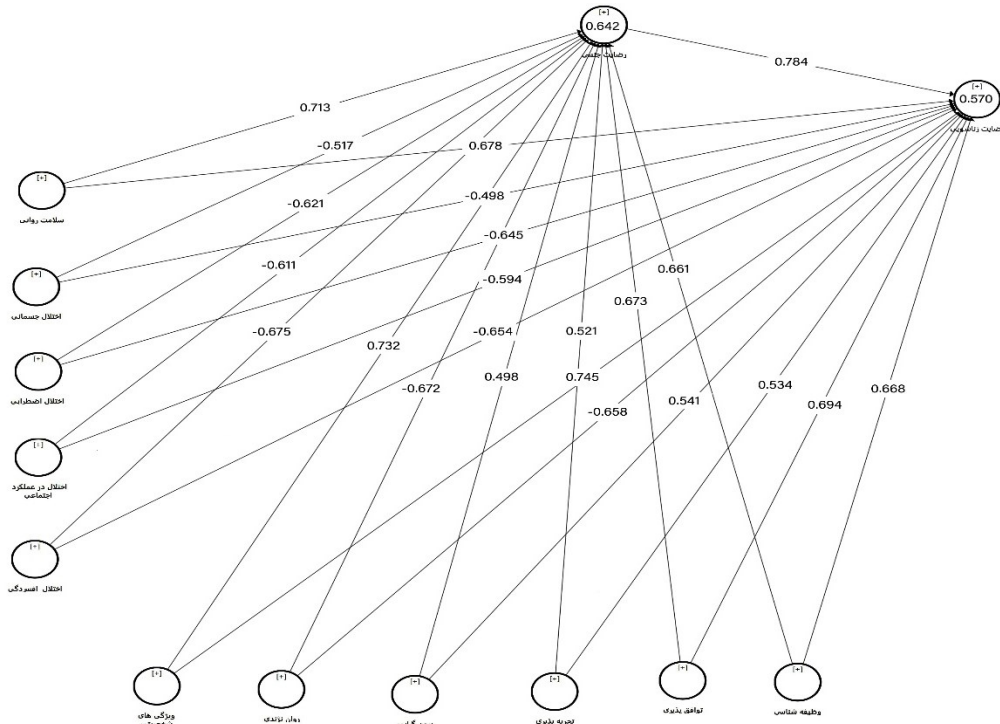 [+]
0.642
رضایت جنسی
0.784
[+]
0.570
رضایت زناشویی
0.713
-0.517
0.678
[+]
سلامت روانی
-0.621
-0.498
-0.645
[+]
اختلال جسمانی
-0.611
-0.594
0.661
0.673
-0.675
-0.654
0.521
0.732
[+]
اختلال اضطرابی
-0.672
0.498
0.745
0.534
0.668
-0.658
0.541
0.694
[+]
اختلال در عملکرد
اجتماعی
[+]
اختلال افسردگی
[+]
ویژگی های
[+]
روان نژندی
[+]
[+]
تجربه پذیری
[+]
توافق پذیری
[+]
وظیفه شناسی